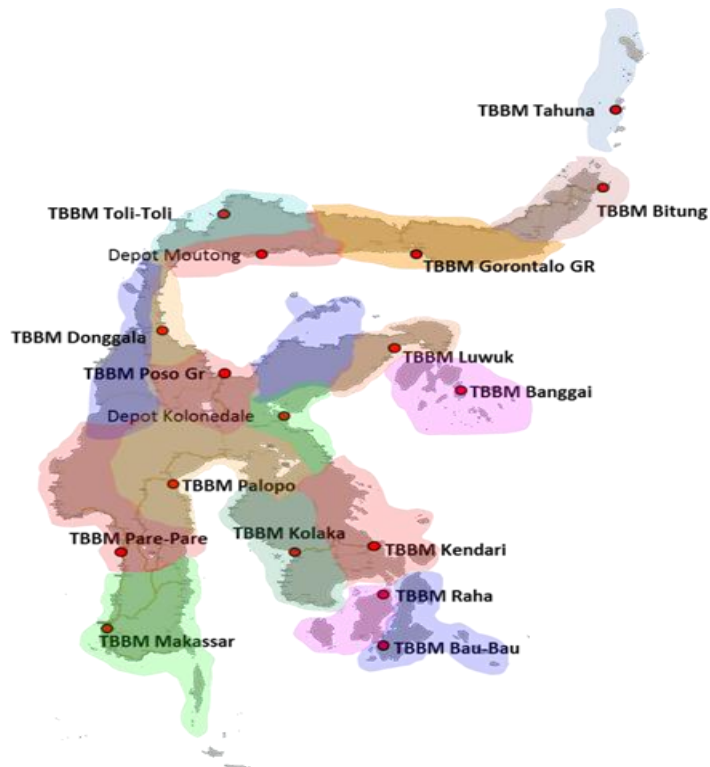 TBBM Tahuna
TBBM Toli-Toli
TBBM Bitung
Depot Moutong
TBBM Gorontalo GR
TBBM Donggala
TBBM Luwuk
TBBM Poso Gr
TBBM Banggai
Depot Kolonedale
TBBM Palopo
TBBM Pare-Pare
TBBM Kolaka
TBBM Kendari
TBBM Raha
TBBM Makassar
TBBM Bau-Bau